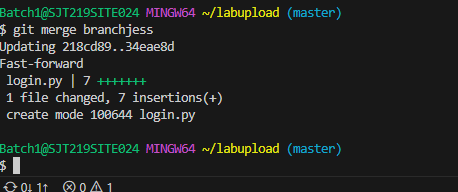 Batch1@SJT219SITE024 MINGW64 ~/labupload (master)
$ git merge branchjess
Updating 218cd89..34eae8d
Fast-forward
 login.py | 7 +++++++
 1 file changed, 7 insertions(+)
 create mode 100644 login.py

Batch1@SJT219SITE024 MINGW64 ~/labupload (master)
$
0↓ 1↑ 0 1